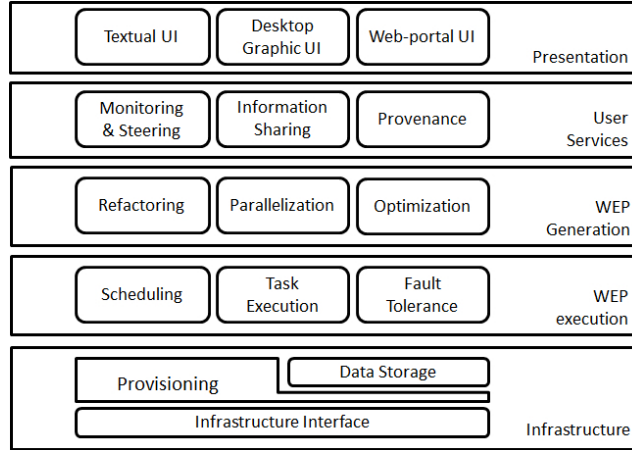 Textual UI
Desktop
Graphic UI
Web-portal UI
Presentation
Monitoring
& Steering
Information
Sharing
Provenance
User
Services
Refactoring
Parallelization
Optimization
WEP
Generation
Scheduling
Task
Execution
Fault
Tolerance
WEP
execution
Provisioning
Data Storage
Infrastructure Interface
Infrastructure